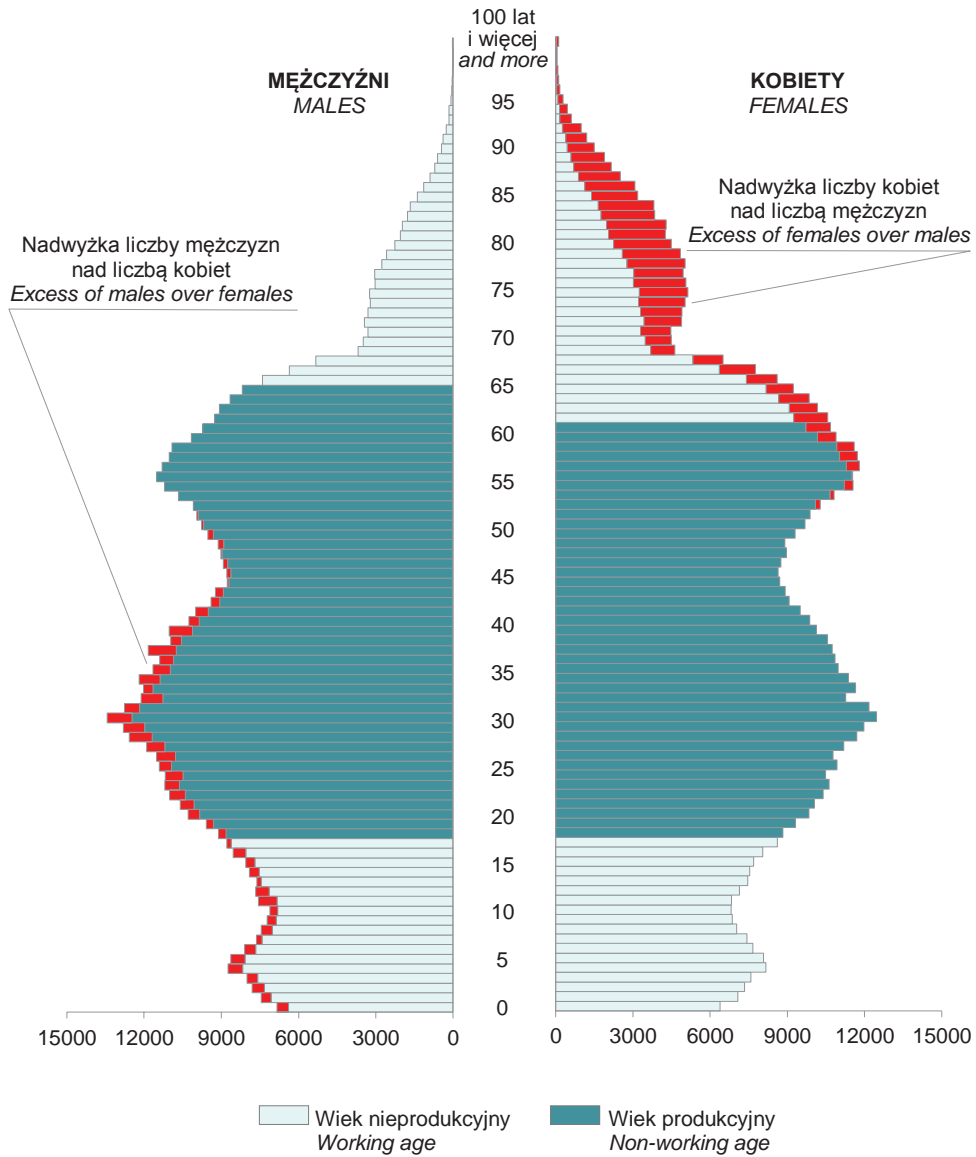 100 lat
i więcej
and more
MĘŻCZYŹNI
MALES
KOBIETY
FEMALES
Nadwyżka liczby mężczyzn
nad liczbą kobiet
Excess of males over females
Nadwyżka liczby kobiet
nad liczbą mężczyzn
Excess of females over males
95
90
85
80
75
70
65
60
55
50
45
40
35
30
25
20
15
10
5
0
15000 12000 9000 6000 3000 0
0 3000 6000 9000 12000 15000
Wiek nieprodukcyjny
Working age
Wiek produkcyjny
Non-working age